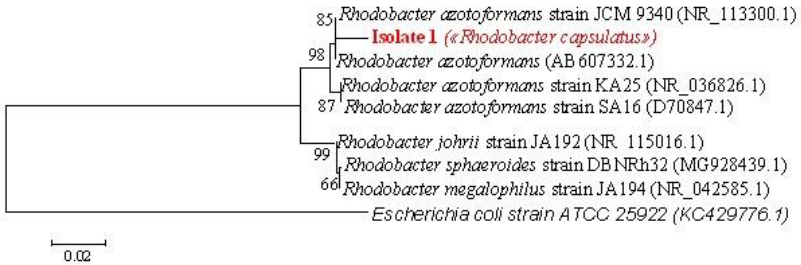 85
Rhodobacter azotoformans strain JCM 9340 (NR_113300.1)
Isolate 1 («Rhodobacter capsulatus»)
98
Rhodobacter azotoformans (AB 607332.1)
Rhodobacter azotoformans strain KA25 (NR_036826.1)
87
Rhodobacter azotoformans strain SA16 (D70847.1)
Rhodobacter johrii strain JA192 (NR 115016.1)
99
Rhodobacter sphaeroides strain DBNRh32 (MG928439.1)
66
Rhodobacter megalophilus strain JA194 (NR_042585.1)
Escherichia coli strain ATCC 25922 (KC429776.1)
0.02